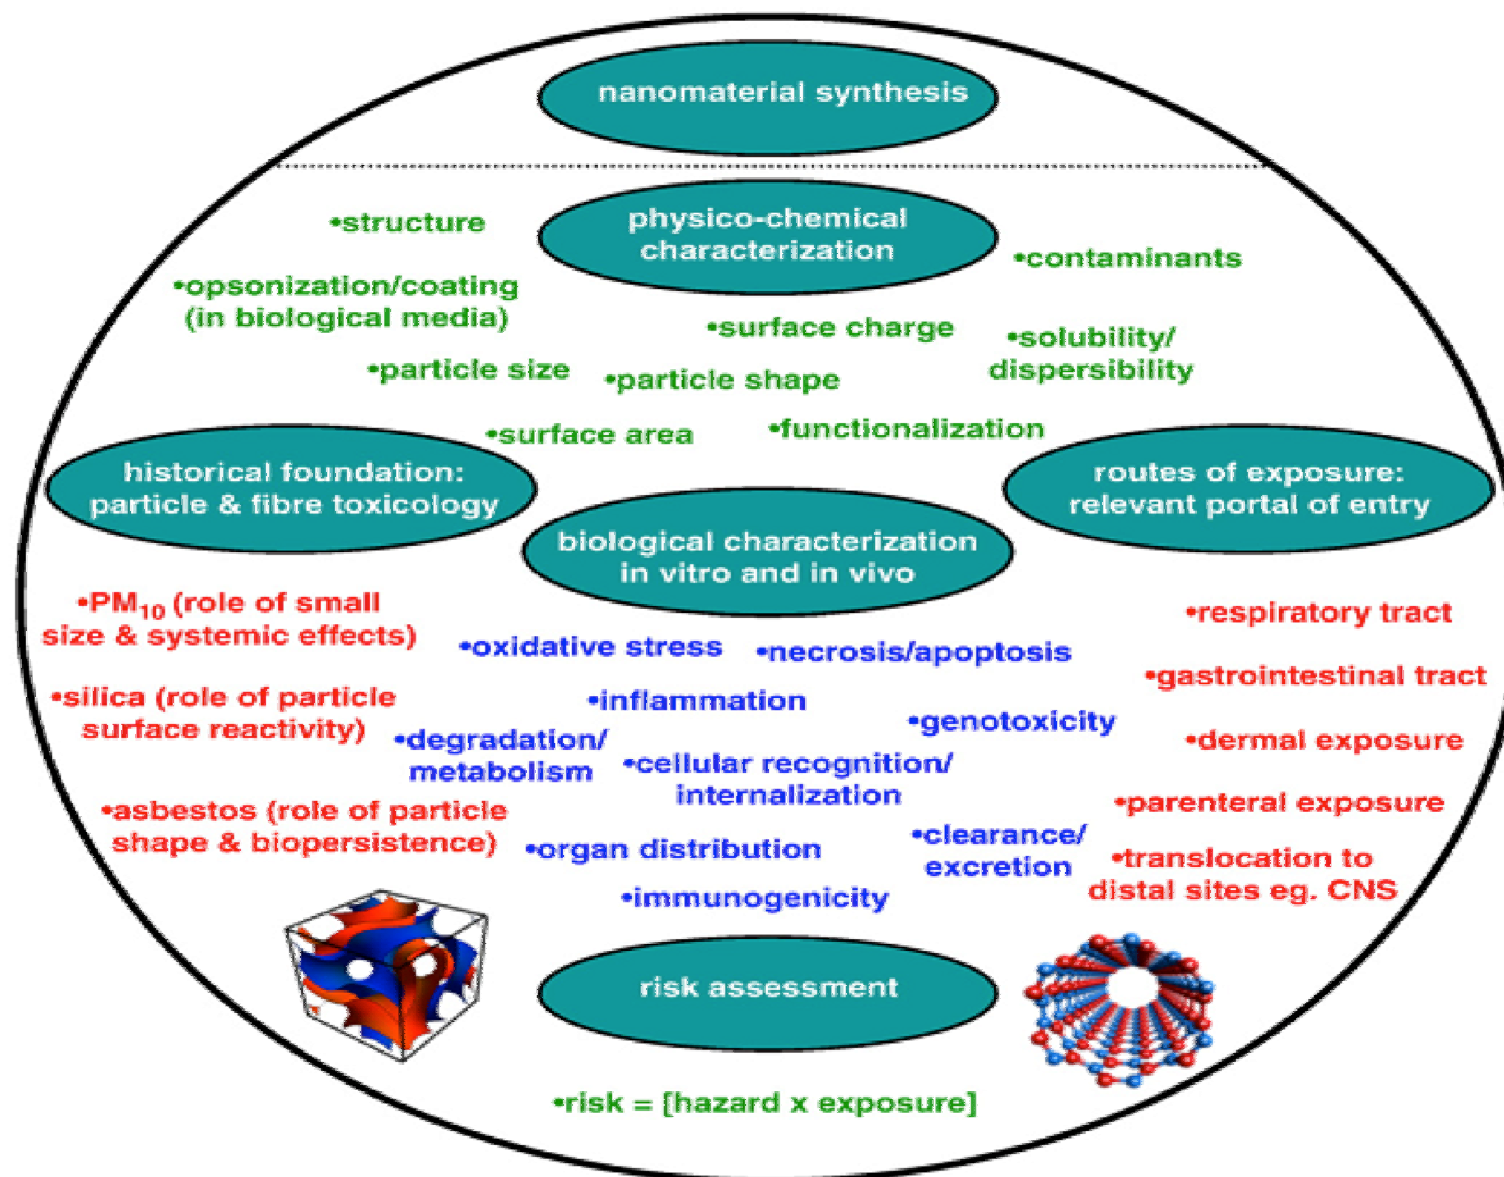 nanomaterial synthesis
physico-chemical
characterization
•structure
•opsonization/coating
(in biological media)
•contaminants
•surface charge
•solubility/
dispersibility
•particle size
•particle shape
•surface area
•functionalization
historical foundation:
particle & fibre toxicology
routes of exposure:
relevant portal of entry
biological characterization
in vitro and in vivo
•PM₁₀ (role of small
size & systemic effects)
•silica (role of particle
surface reactivity)
•asbestos (role of particle
shape & biopersistence)
•oxidative stress
•necrosis/apoptosis
•inflammation
•genotoxicity
•degradation/
metabolism
•cellular recognition/
internalization
•organ distribution
•clearance/
excretion
•immunogenicity
•respiratory tract
•gastrointestinal tract
•dermal exposure
•parenteral exposure
•translocation to
distal sites eg. CNS
risk assessment
•risk = [hazard x exposure]